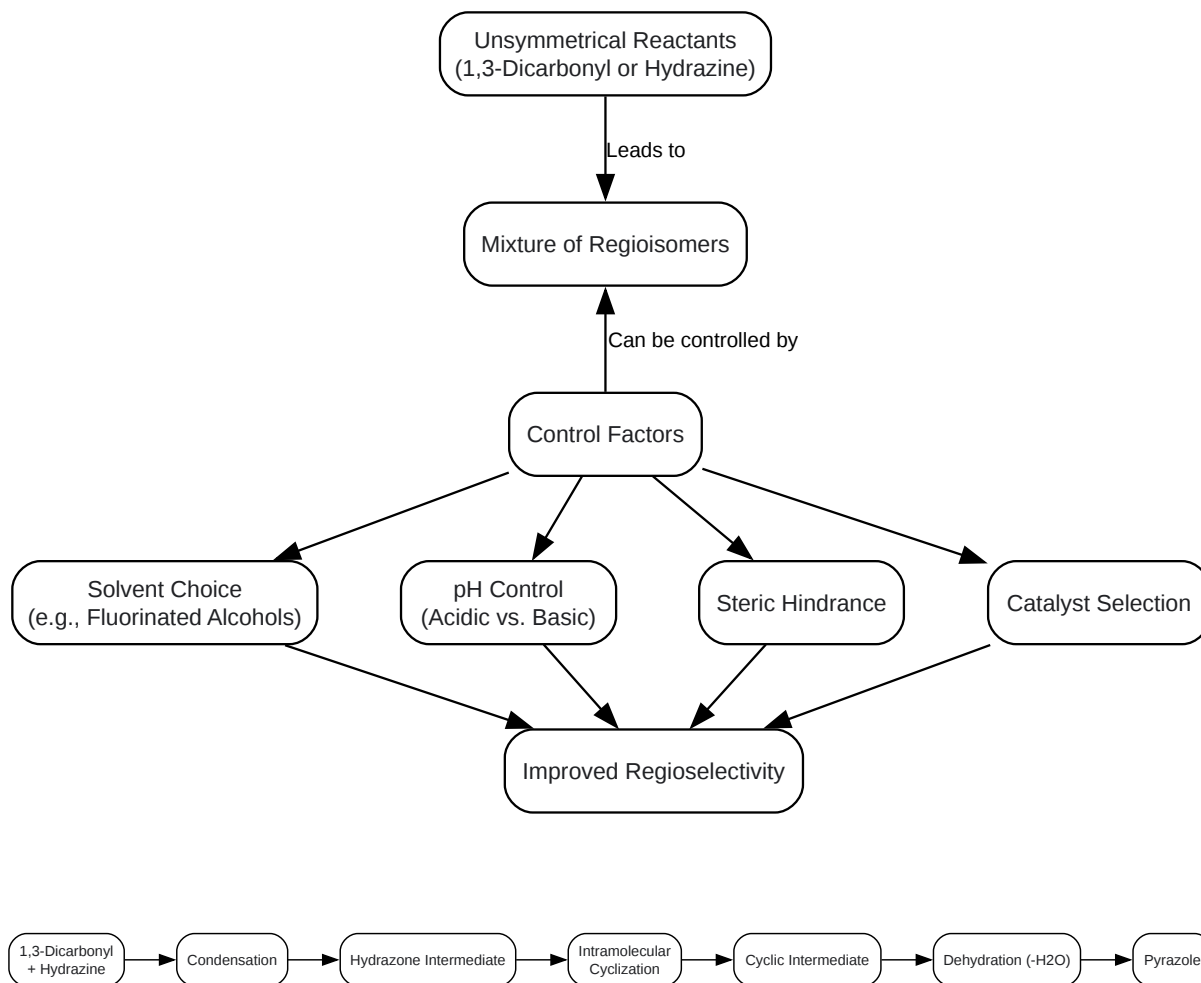 Unsymmetrical Reactants
(1,3-Dicarbonyl or Hydrazine)
Leads to
Mixture of Regioisomers
Can be controlled by
Control Factors
Solvent Choice
(e.g., Fluorinated Alcohols)
pH Control
(Acidic vs. Basic)
Steric Hindrance
Catalyst Selection
Improved Regioselectivity
1,3-Dicarbonyl
+ Hydrazine
Condensation
Hydrazone Intermediate
Intramolecular
Cyclization
Cyclic Intermediate
Dehydration (-H2O)
Pyrazole